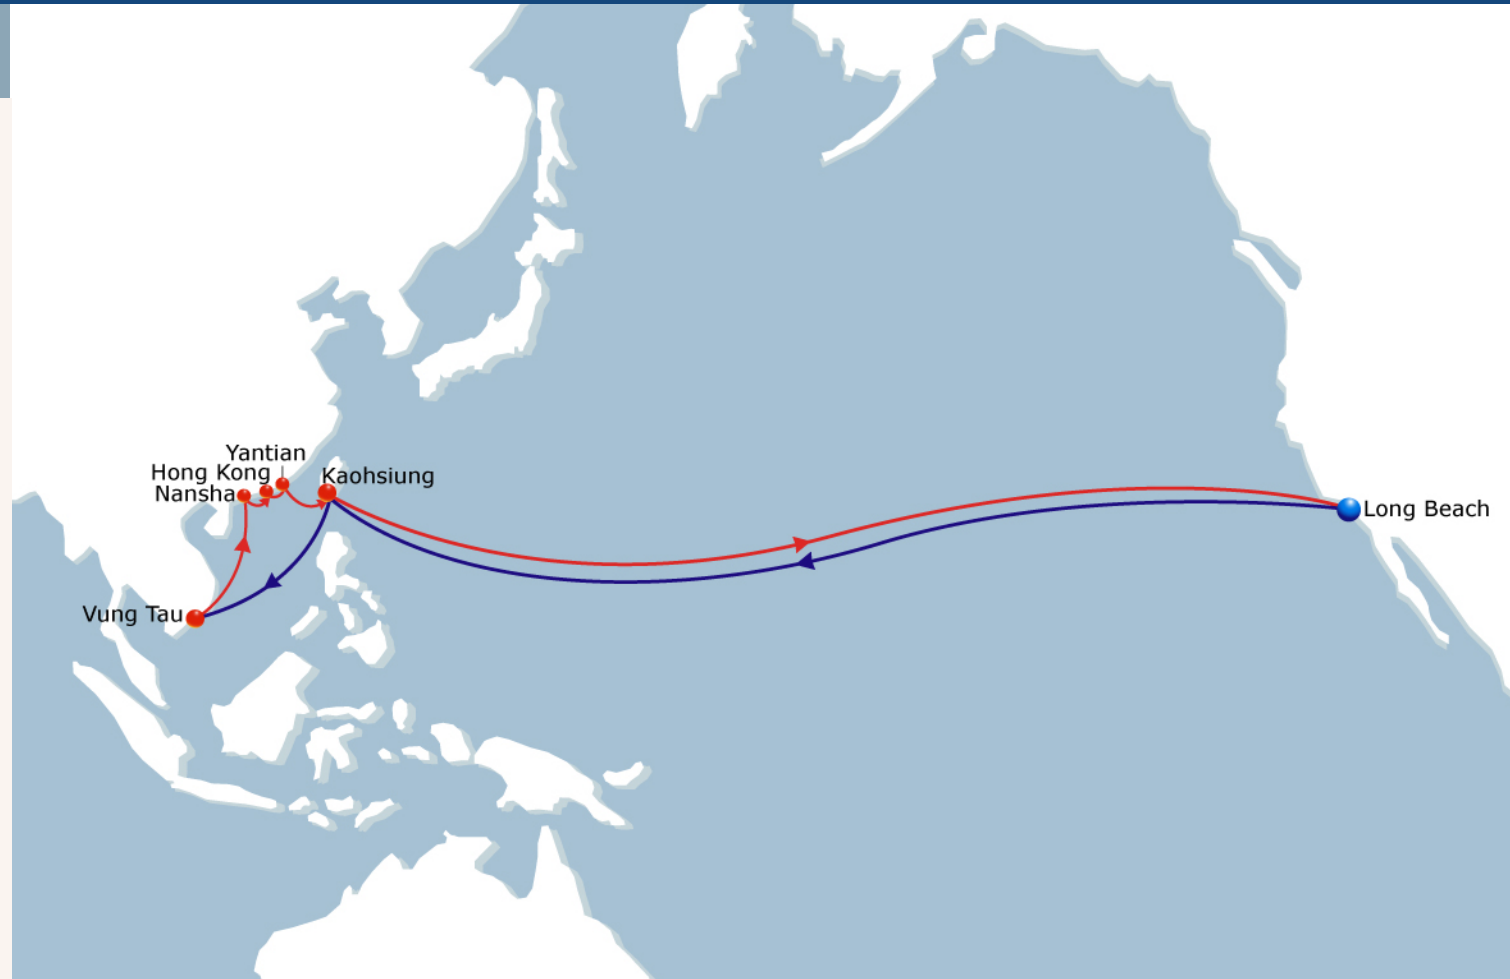 Yantian
Hong Kong
Kaohsiung
Nansha
Long Beach
Vung Tau